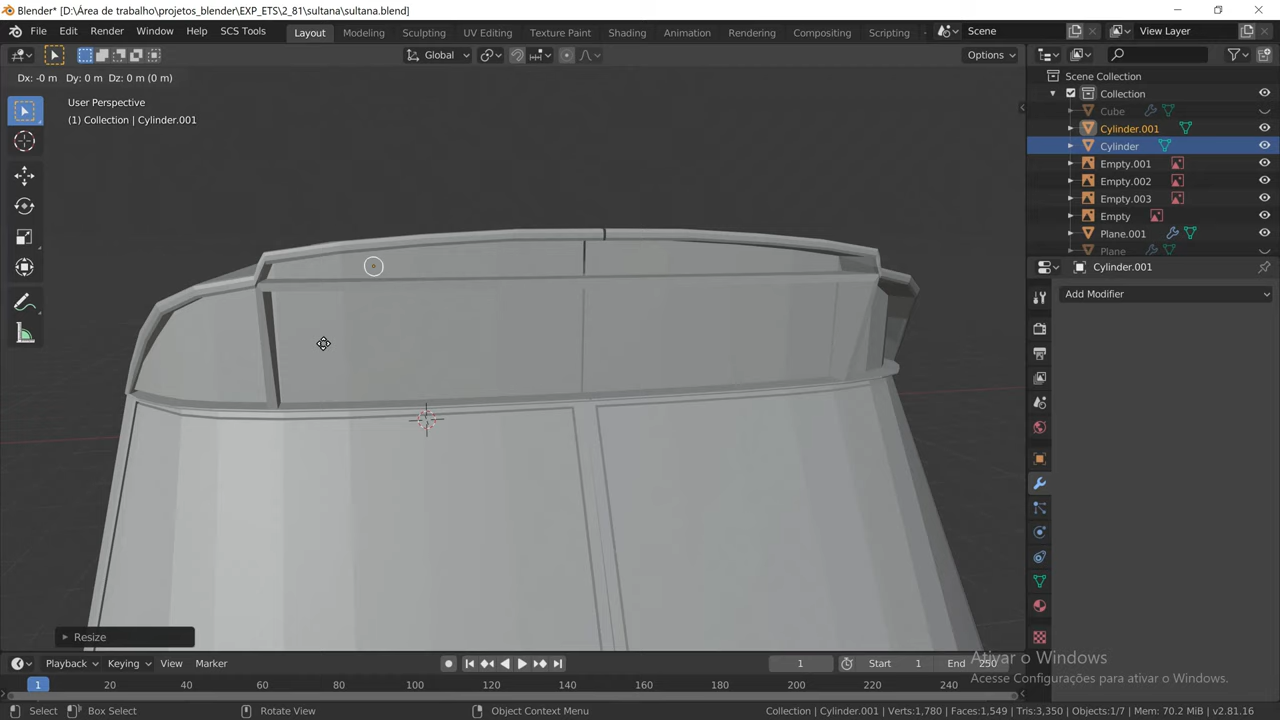 Blender* [D:\Área de trabalho\projetos_blender\EXP_ETS\2_81\sultana\sultana.blend]
File Edit Render Window Help SCS Tools Layout Modeling Sculpting UV Editing Texture Paint Shading Animation Rendering Compositing Scripting Scene View Layer
Global Options
Dx: -0 m Dy: 0 m Dz: 0 m (0 m)
User Perspective
(1) Collection | Cylinder.001
Scene Collection
Collection
Cube
Cylinder.001
Cylinder
Empty.001
Empty.002
Empty.003
Empty
Plane.001
Plane
Cylinder.001
Add Modifier
Resize
Ativar o Windows
Acesse Configurações para ativar o Windows.
Playback Keying View Marker 1 Start 1 End 250
1 20 40 60 80 100 120 140 160 180 200 220 240
Select Box Select Rotate View Object Context Menu Collection | Cylinder.001 | Verts:1,780 | Faces:1,549 | Tris:3,350 | Objects:1/7 | Mem: 70.2 MiB | v2.81.16